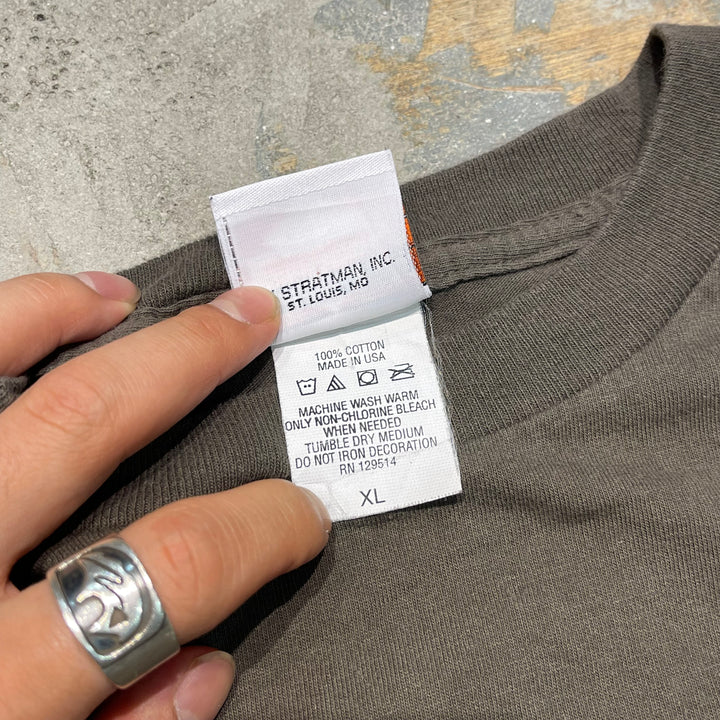 STRATMAN, INC.
ST. LOUIS, MO
100% COTTON
MADE IN USA
MACHINE WASH WARM
ONLY NON-CHLORINE BLEACH
WHEN NEEDED
TUMBLE DRY MEDIUM
DO NOT IRON DECORATION
RN 129514
XL